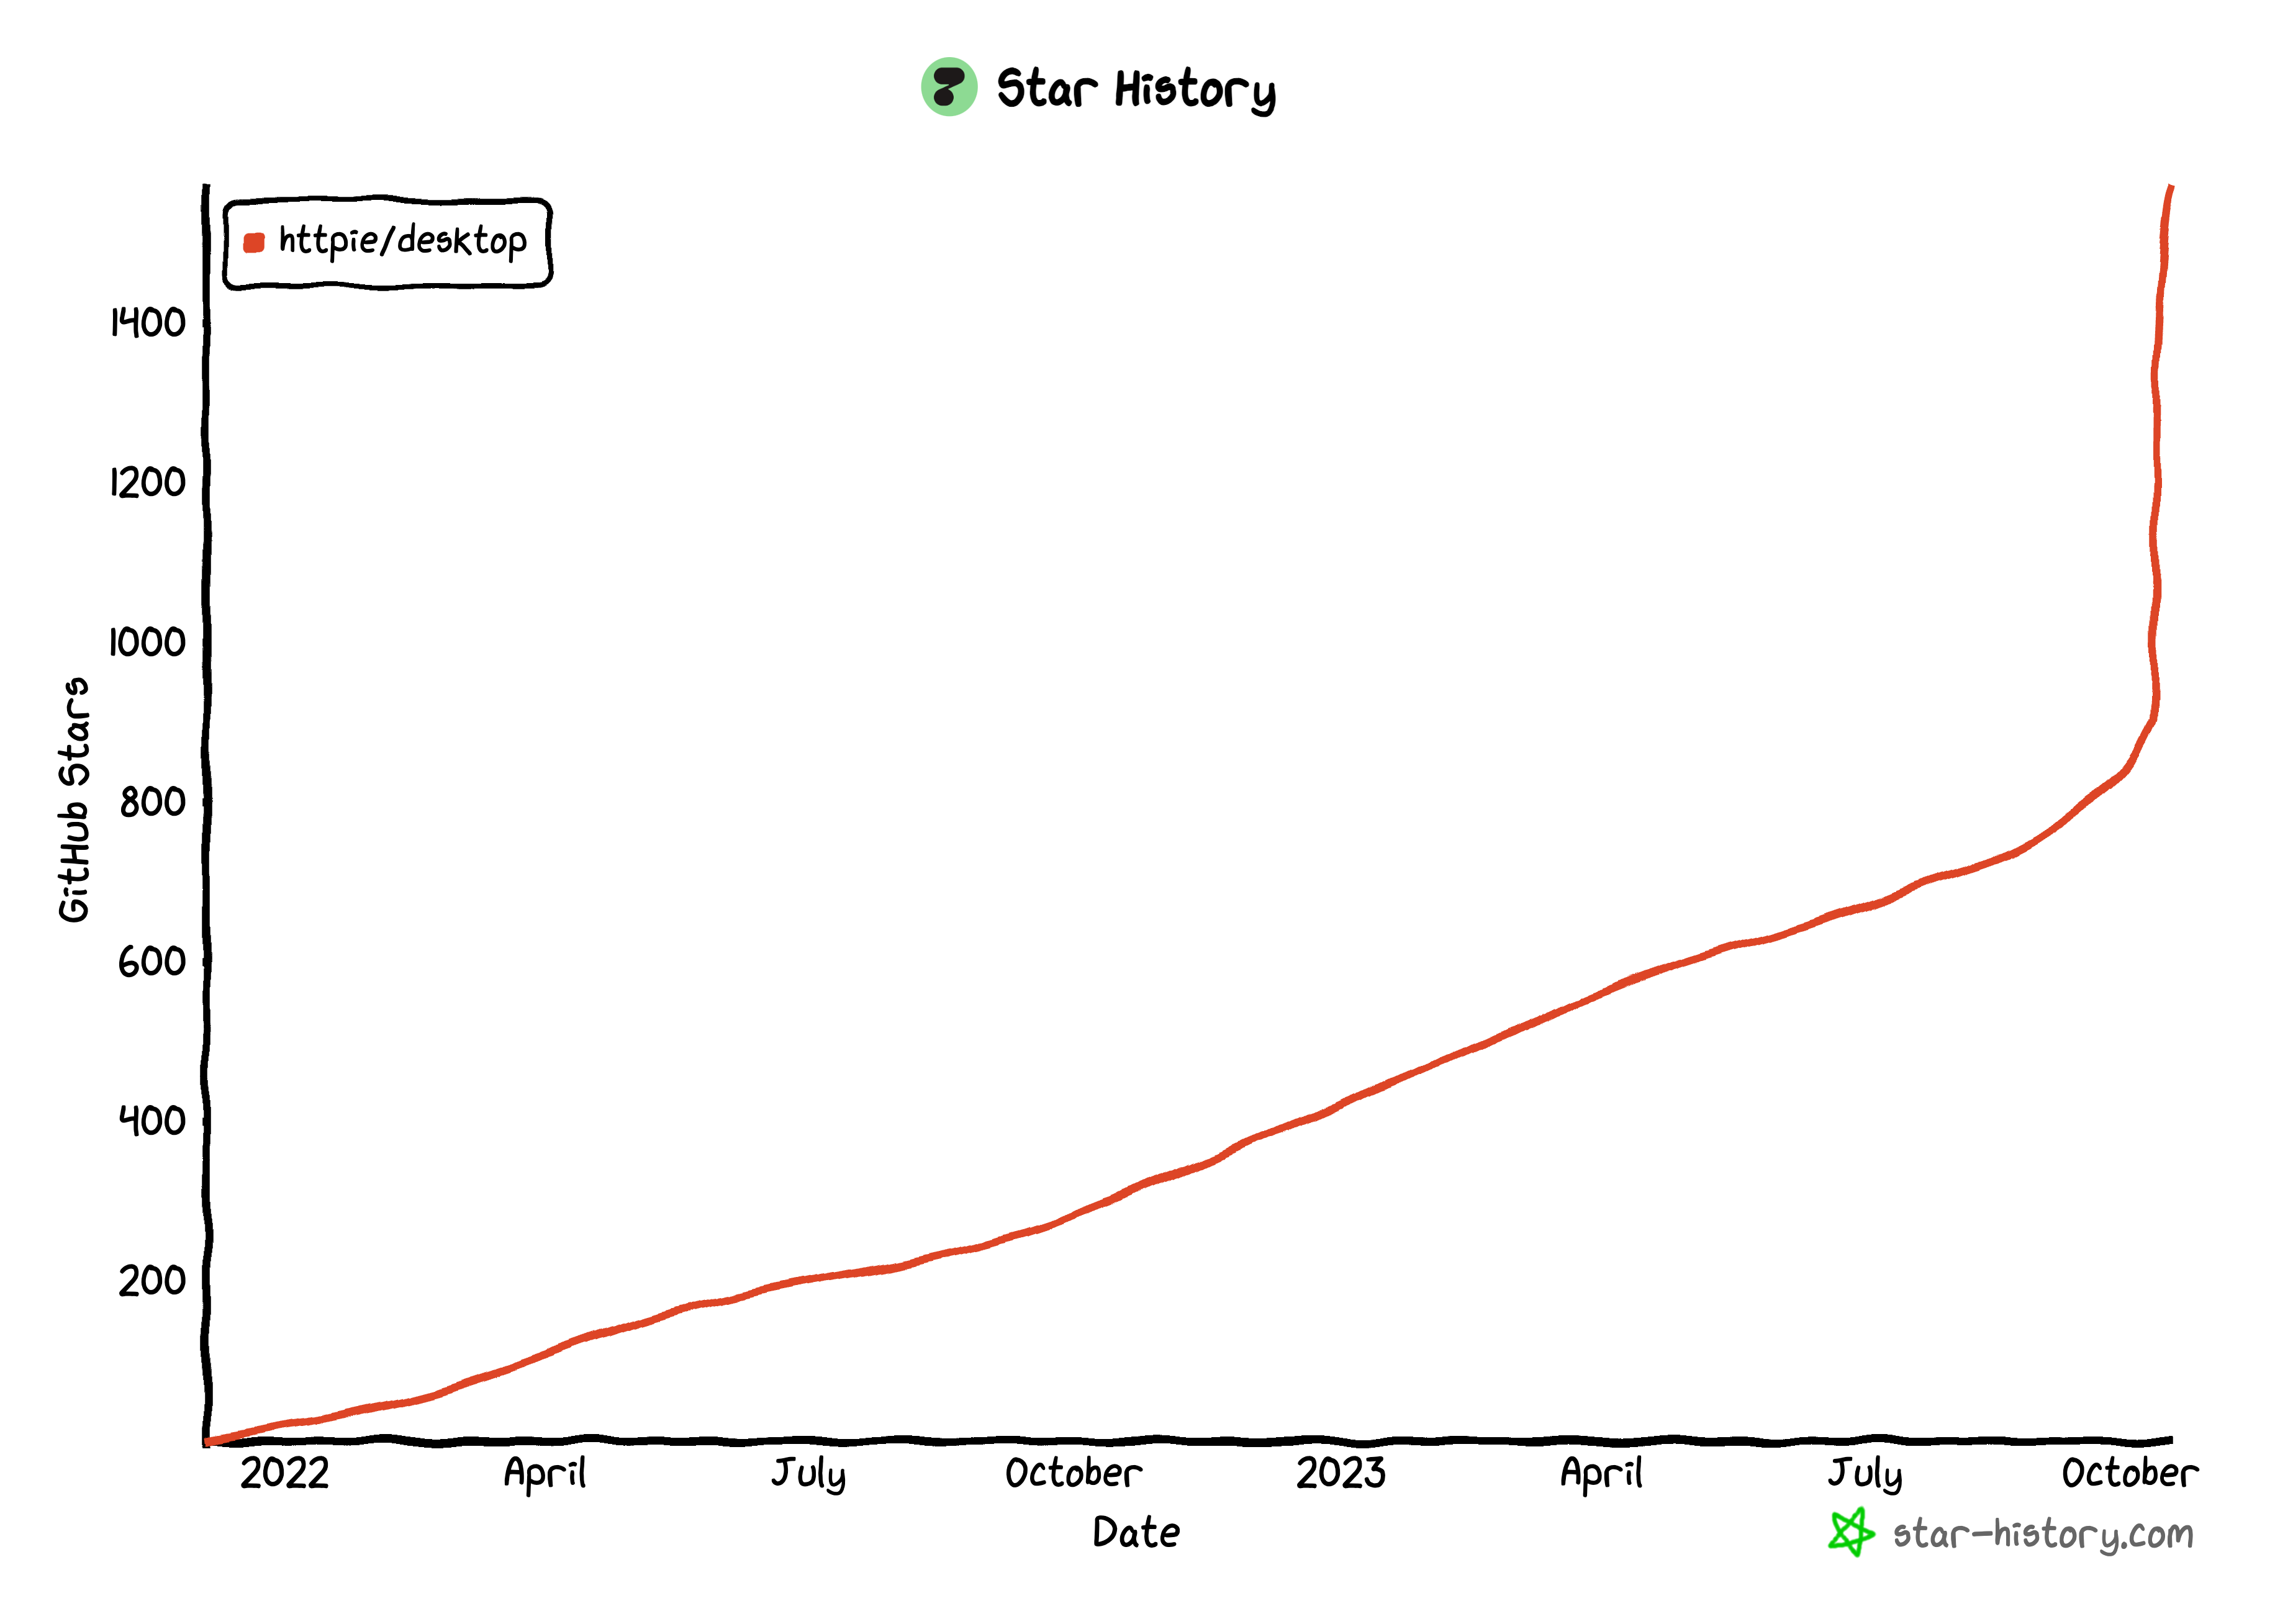 Star History
httpie/desktop
1400
1200
1000
800
600
400
200
GitHub Stars
2022 April July October 2023 April July October
Date
star-history.com